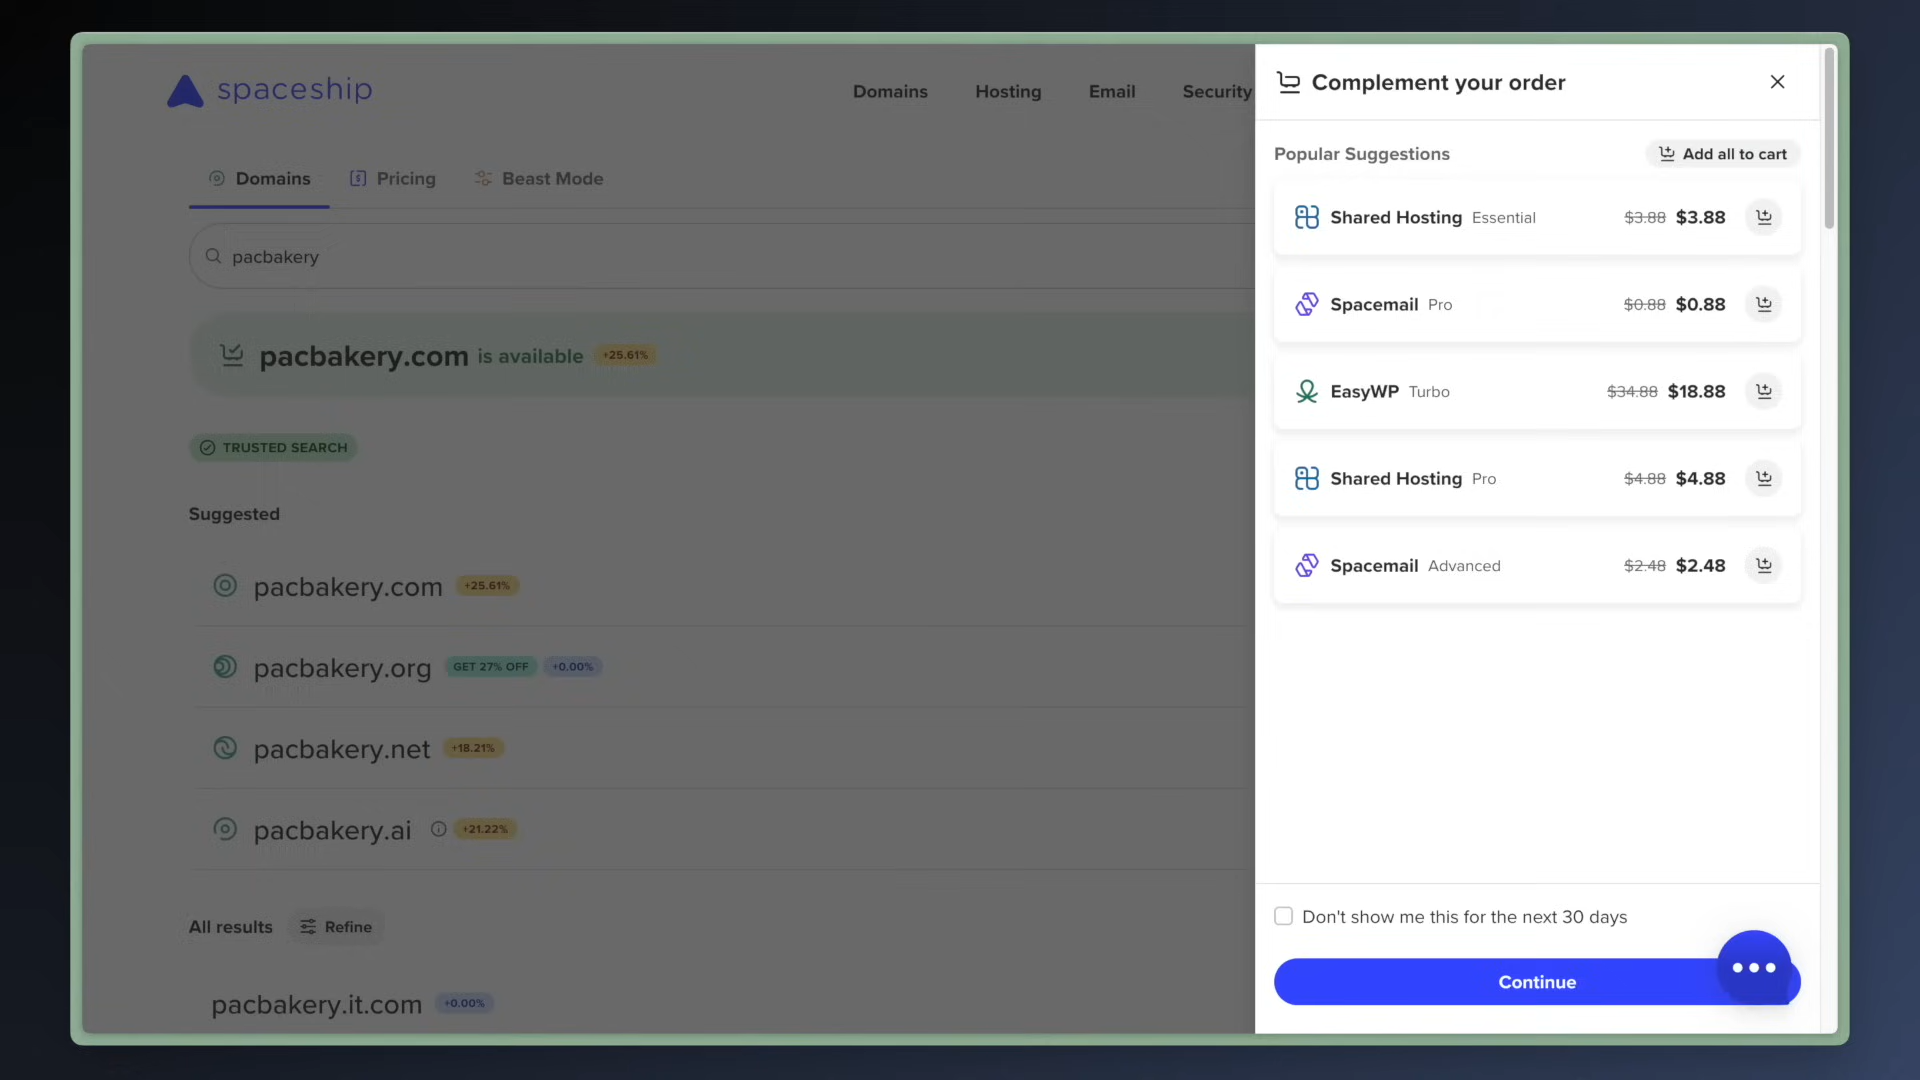 spaceship
Domains Hosting Email Security
Domains Pricing Beast Mode
pacbakery
pacbakery.com is available +25.61%
TRUSTED SEARCH
Suggested
pacbakery.com +25.61%
pacbakery.org GET 27% OFF +0.00%
pacbakery.net +18.21%
pacbakery.ai +21.22%
All results Refine
pacbakery.it.com +0.00%
Complement your order
Popular Suggestions Add all to cart
Shared Hosting Essential $3.88 $3.88
Spacemail Pro $0.88 $0.88
EasyWP Turbo $34.88 $18.88
Shared Hosting Pro $4.88 $4.88
Spacemail Advanced $2.48 $2.48
Don't show me this for the next 30 days
Continue